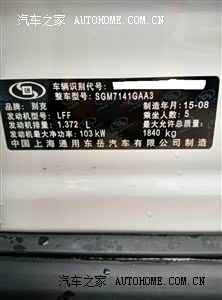 汽车之家 AUTOHOME.COM.CN
车辆识别代号:
整车型号: SGM7141GAA3
品牌: 别克 制造年月:15-08
发动机型号: LFF 乘坐人数: 5
发动机排量: 1.372 L 最大允许总质量:
发动机最大净功率: 103 kW 1840 kg
中国上海通用东岳汽车有限公司制造
汽车之家 AUTOHOME.COM.CN